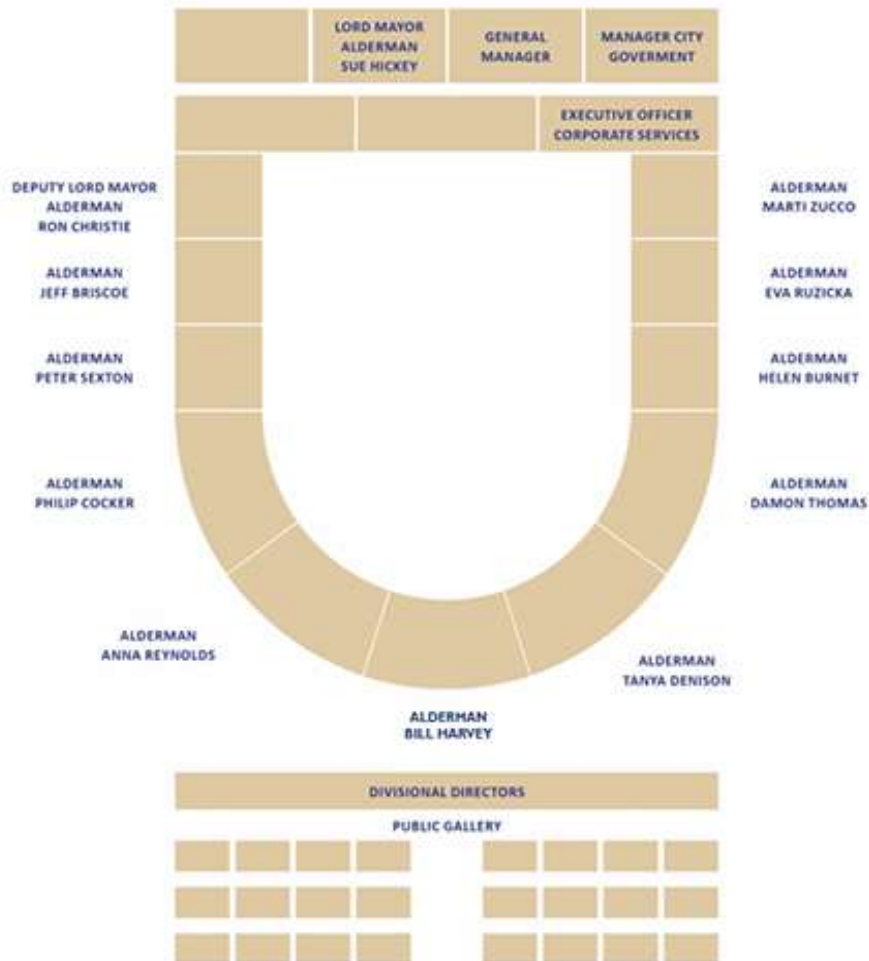 LORD MAYOR
ALDERMAN
SUE HICKEY
GENERAL
MANAGER
MANAGER CITY
GOVERMENT
EXECUTIVE OFFICER
CORPORATE SERVICES
DEPUTY LORD MAYOR
ALDERMAN
RON CHRISTIE
ALDERMAN
MARTI ZUCCO
ALDERMAN
JEFF BRISCOE
ALDERMAN
EVA RUZICKA
ALDERMAN
PETER SEXTON
ALDERMAN
HELEN BURNET
ALDERMAN
PHILIP COCKER
ALDERMAN
DAMON THOMAS
ALDERMAN
ANNA REYNOLDS
ALDERMAN
TANYA DENISON
ALDERMAN
BILL HARVEY
DIVISIONAL DIRECTORS
PUBLIC GALLERY